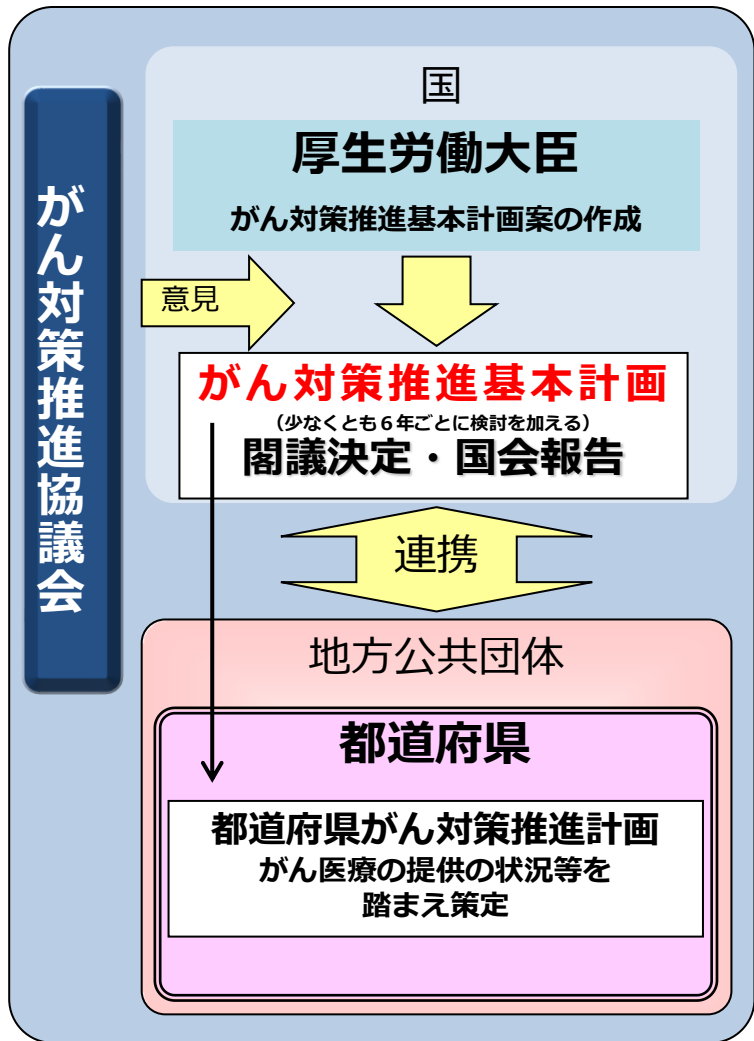 がん対策推進協議会
国
厚生労働大臣
がん対策推進基本計画案の作成
意見
がん対策推進基本計画
（少なくとも６年ごとに検討を加える）
閣議決定・国会報告
連携
地方公共団体
都道府県
都道府県がん対策推進計画
がん医療の提供の状況等を
踏まえ策定